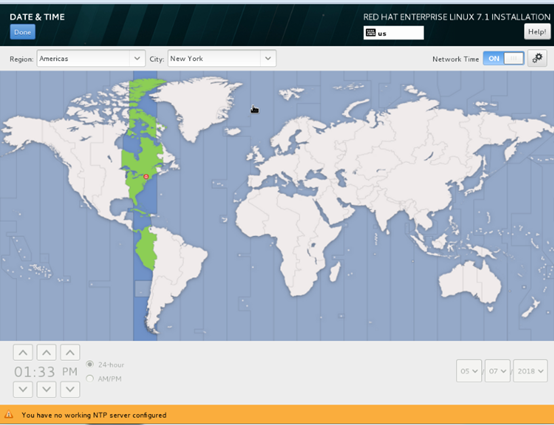 DATE & TIME
RED HAT ENTERPRISE LINUX 7.1 INSTALLATION
Done
us
Help!
Region: Americas City: New York Network Time ON
01:33 PM
24-hour
AM/PM
05 / 07 / 2018
You have no working NTP server configured